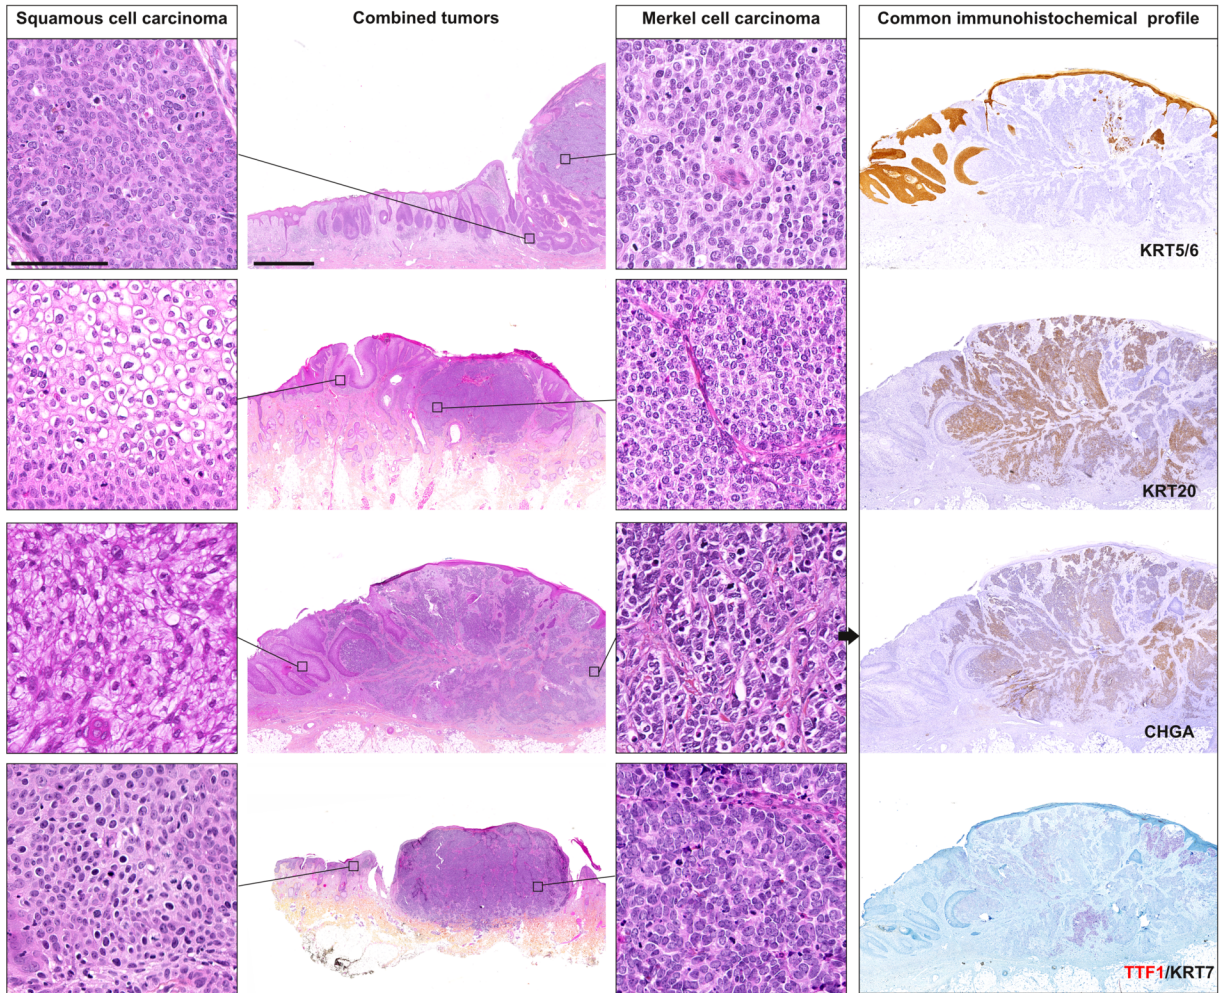 Squamous cell carcinoma
Combined tumors
Merkel cell carcinoma
Common immunohistochemical profile
KRT5/6
KRT20
CHGA
TTF1/KRT7